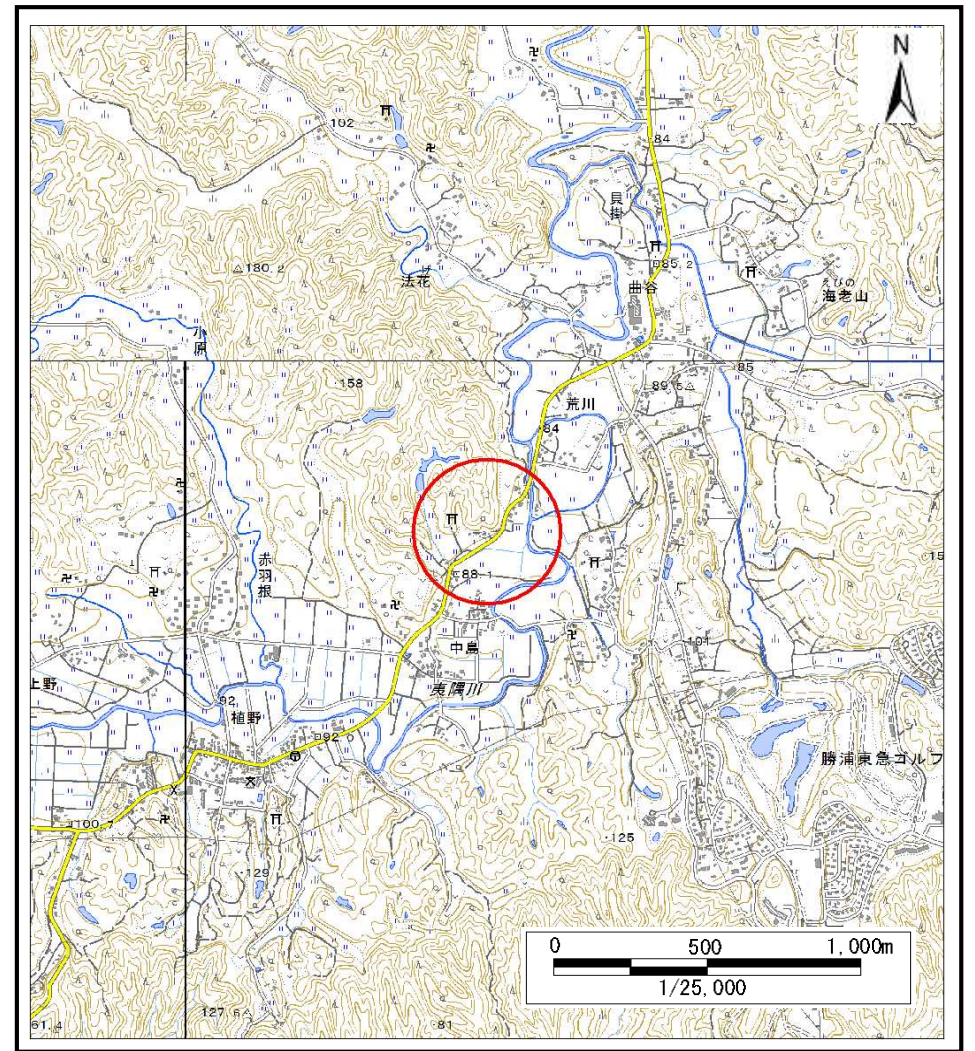 N
102
84
貝掛
85.2
180.2
げ
法花
曲谷
えびの
海老山
小原
158
荒川
89.5
85
84
赤羽根
88.1
15
101
中島
夷隅川
上野
92
植野
92.0
勝浦東急ゴルフ
100.7
125
129
127.6
81
61.4
0 500 1,000m
1/25,000